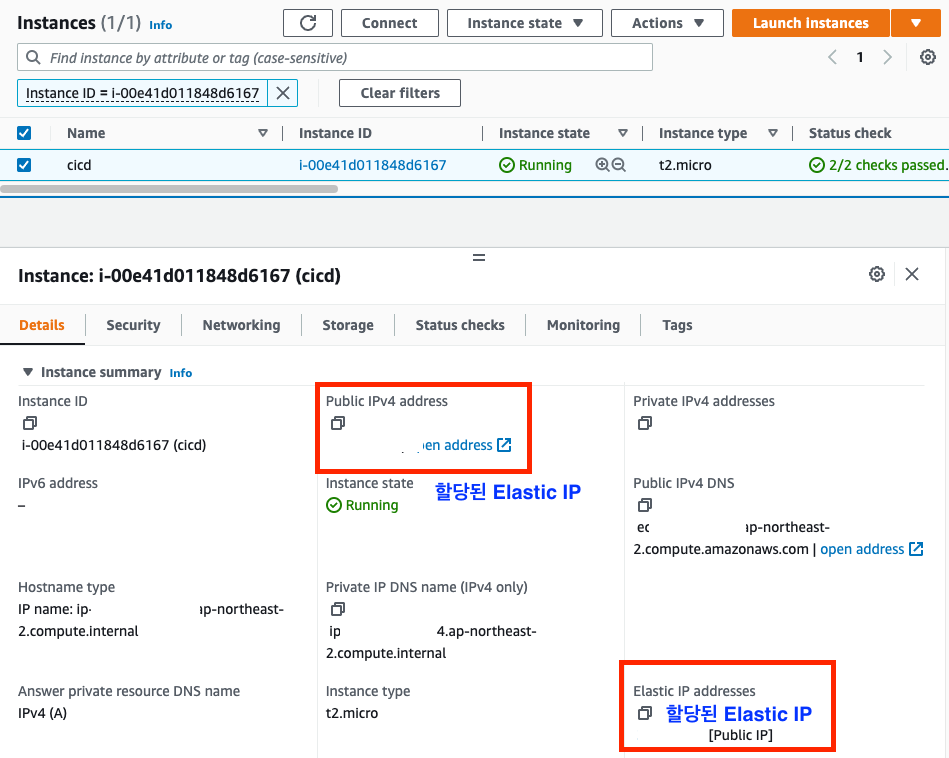 Instances (1/1) Info
Connect
Instance state
Actions
Launch instances
Find instance by attribute or tag (case-sensitive)
1
Instance ID = i-00e41d011848d6167
Clear filters
Name Instance ID Instance state Instance type Status check
cicd i-00e41d011848d6167 Running t2.micro 2/2 checks passed.
Instance: i-00e41d011848d6167 (cicd)
Details Security Networking Storage Status checks Monitoring Tags
Instance summary Info
Instance ID
i-00e41d011848d6167 (cicd)
Public IPv4 address
address
Private IPv4 addresses
IPv6 address
–
Instance state
Running
할당된 Elastic IP
Public IPv4 DNS
ap-northeast-
2.compute.amazonaws.com | open address
Hostname type
IP name: ip- ap-northeast-
2.compute.internal
Private IP DNS name (IPv4 only)
ip 4.ap-northeast-
2.compute.internal
Answer private resource DNS name
IPv4 (A)
Instance type
t2.micro
Elastic IP addresses
할당된 Elastic IP
[Public IP]